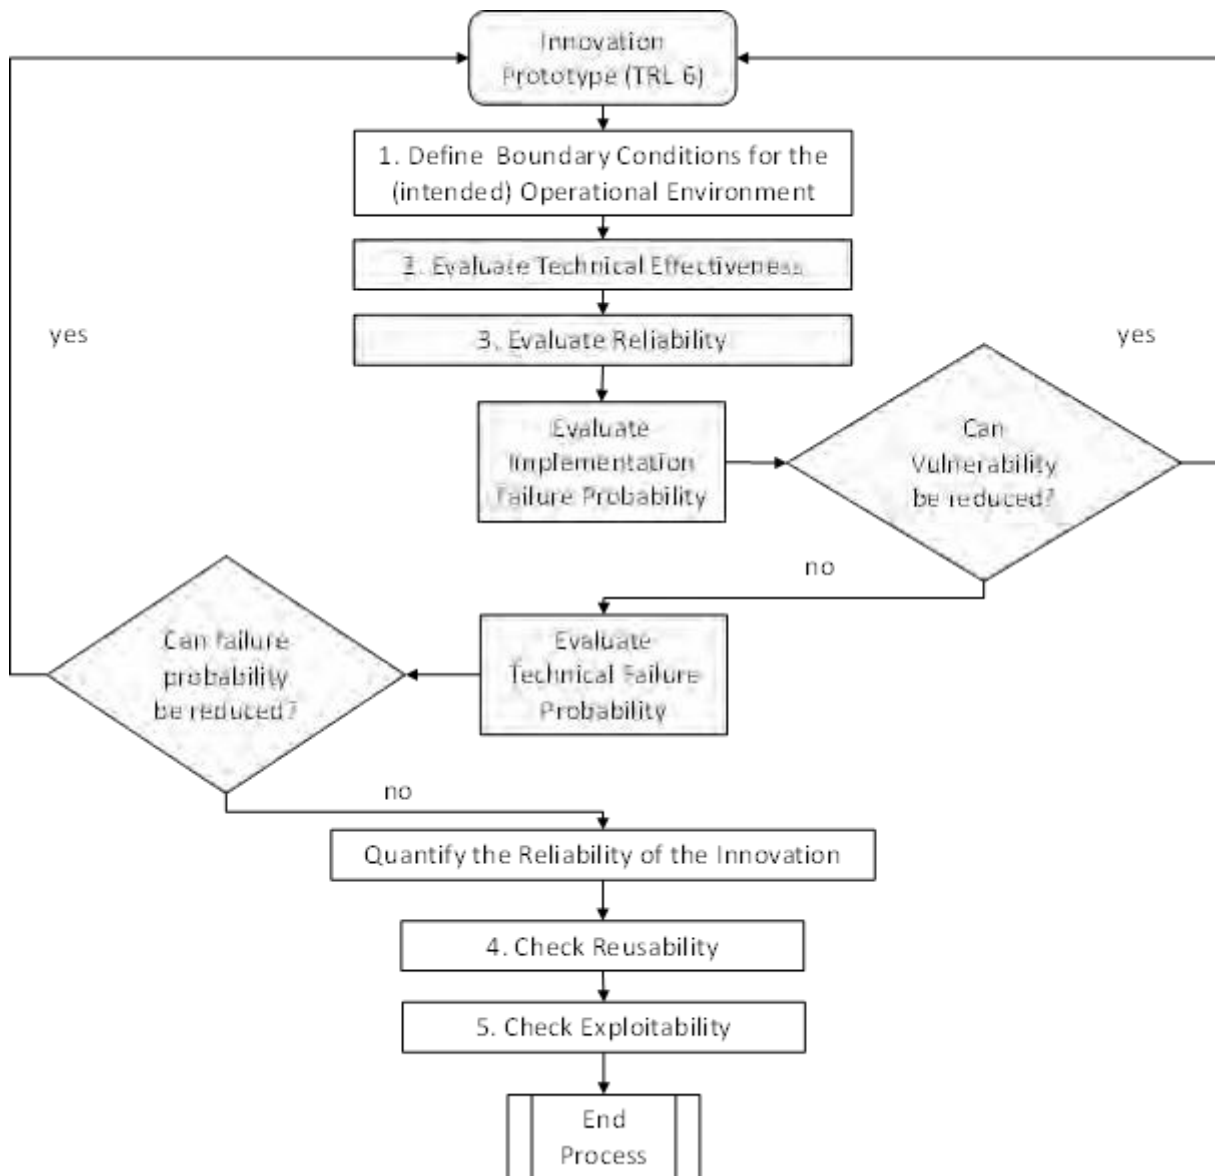 Innovation
Prototype (TRL 6)
1. Define Boundary Conditions for the
(intended) Operational Environment
2. Evaluate Technical Effectiveness
3. Evaluate Reliability
yes
yes
Evaluate
Implementation
Failure Probability
Can
Vulnerability
be reduced?
no
Can failure
probability
be reduced?
Evaluate
Technical Failure
Probability
no
Quantify the Reliability of the Innovation
4. Check Reusability
5. Check Exploitability
End
Process